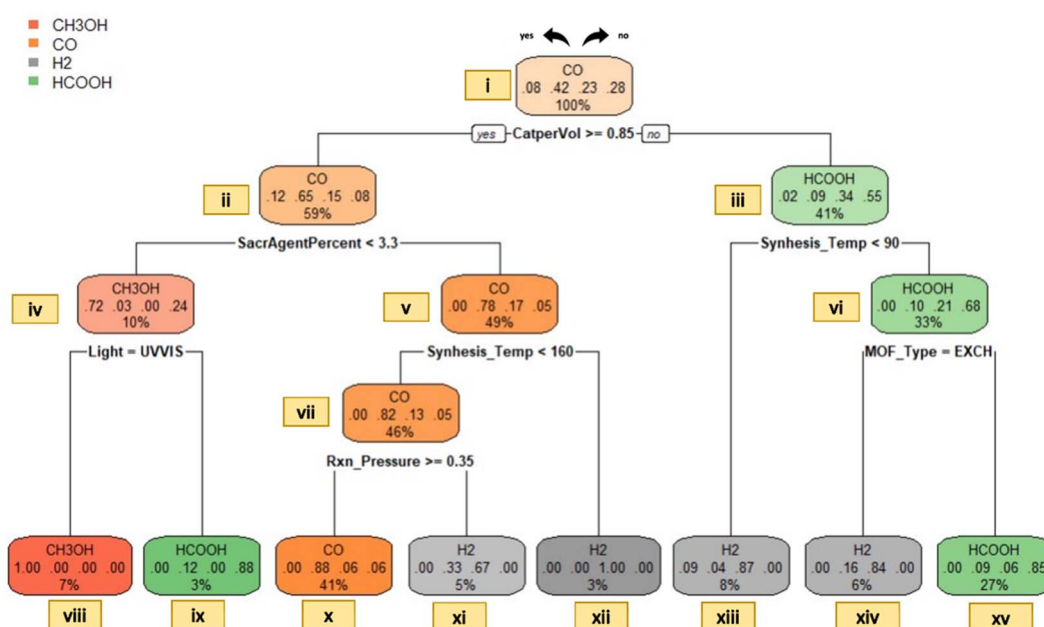 CH3OH
CO
H2
HCOOH
yes no
i
CO
.08 .42 .23 .28
100%
yes CatperVol >= 0.85 no
ii
CO
.12 .65 .15 .08
59%
iii
HCOOH
.02 .09 .34 .55
41%
SacrAgentPercent < 3.3
Synhesis_Temp < 90
iv
CH3OH
.72 .03 .00 .24
10%
v
CO
.00 .78 .17 .05
49%
vi
HCOOH
.00 .10 .21 .68
33%
Light = UVVIS
Synhesis_Temp < 160
MOF_Type = EXCH
vii
CO
.00 .82 .13 .05
46%
Rxn_Pressure >= 0.35
CH3OH
1.00 .00 .00 .00
7%
viii
HCOOH
.00 .12 .00 .88
3%
ix
CO
.00 .88 .06 .06
41%
x
H2
.00 .33 .67 .00
5%
xi
H2
.00 .00 1.00 .00
3%
xii
H2
.09 .04 .87 .00
8%
xiii
H2
.00 .16 .84 .00
6%
xiv
HCOOH
.00 .09 .06 .85
27%
xv